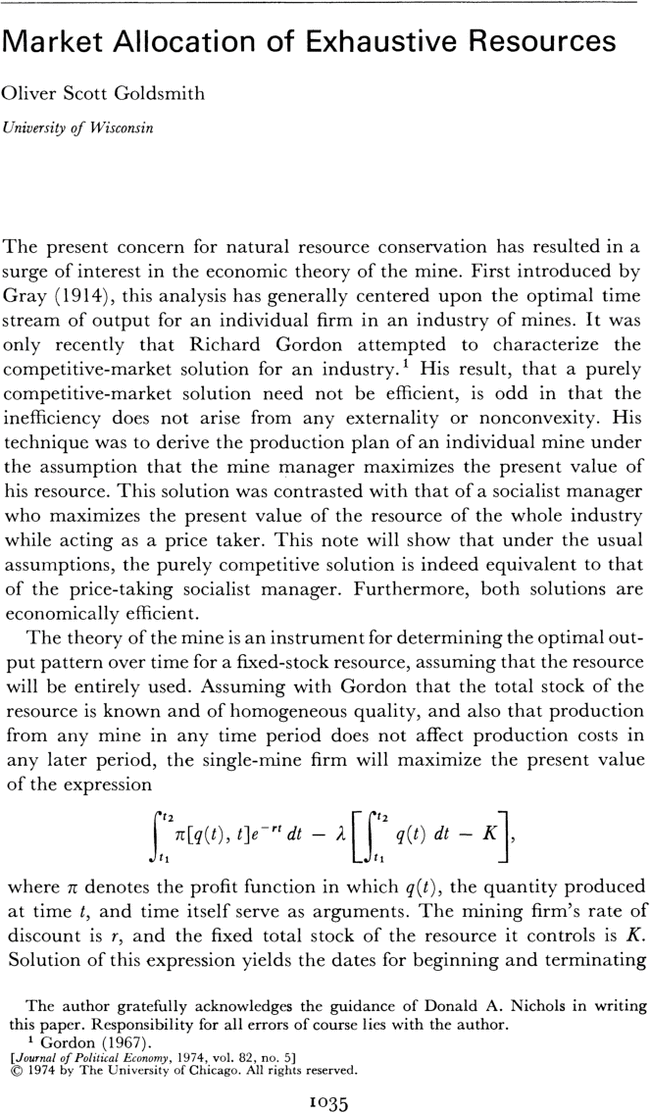 Market Allocation of Exhaustive Resources
Oliver Scott Goldsmith
University of Wisconsin
The present concern for natural resource conservation has resulted in a
surge of interest in the economic theory of the mine. First introduced by
Gray (1914), this analysis has generally centered upon the optimal time
stream of output for an individual firm in an industry of mines. It was
only recently that Richard Gordon attempted to characterize the
competitive-market solution for an industry.¹ His result, that a purely
competitive-market solution need not be efficient, is odd in that the
inefficiency does not arise from any externality or nonconvexity. His
technique was to derive the production plan of an individual mine under
the assumption that the mine manager maximizes the present value of
his resource. This solution was contrasted with that of a socialist manager
who maximizes the present value of the resource of the whole industry
while acting as a price taker. This note will show that under the usual
assumptions, the purely competitive solution is indeed equivalent to that
of the price-taking socialist manager. Furthermore, both solutions are
economically efficient.
The theory of the mine is an instrument for determining the optimal out-
put pattern over time for a fixed-stock resource, assuming that the resource
will be entirely used. Assuming with Gordon that the total stock of the
resource is known and of homogeneous quality, and also that production
from any mine in any time period does not affect production costs in
any later period, the single-mine firm will maximize the present value
of the expression
∫_{t₁}^{t₂} π[q(t), t]e^{−rt} dt − λ[∫_{t₁}^{t₂} q(t) dt − K],
where π denotes the profit function in which q(t), the quantity produced
at time t, and time itself serve as arguments. The mining firm's rate of
discount is r, and the fixed total stock of the resource it controls is K.
Solution of this expression yields the dates for beginning and terminating
The author gratefully acknowledges the guidance of Donald A. Nichols in writing
this paper. Responsibility for all errors of course lies with the author.
¹ Gordon (1967).
[Journal of Political Economy, 1974, vol. 82, no. 5]
© 1974 by The University of Chicago. All rights reserved.
1035